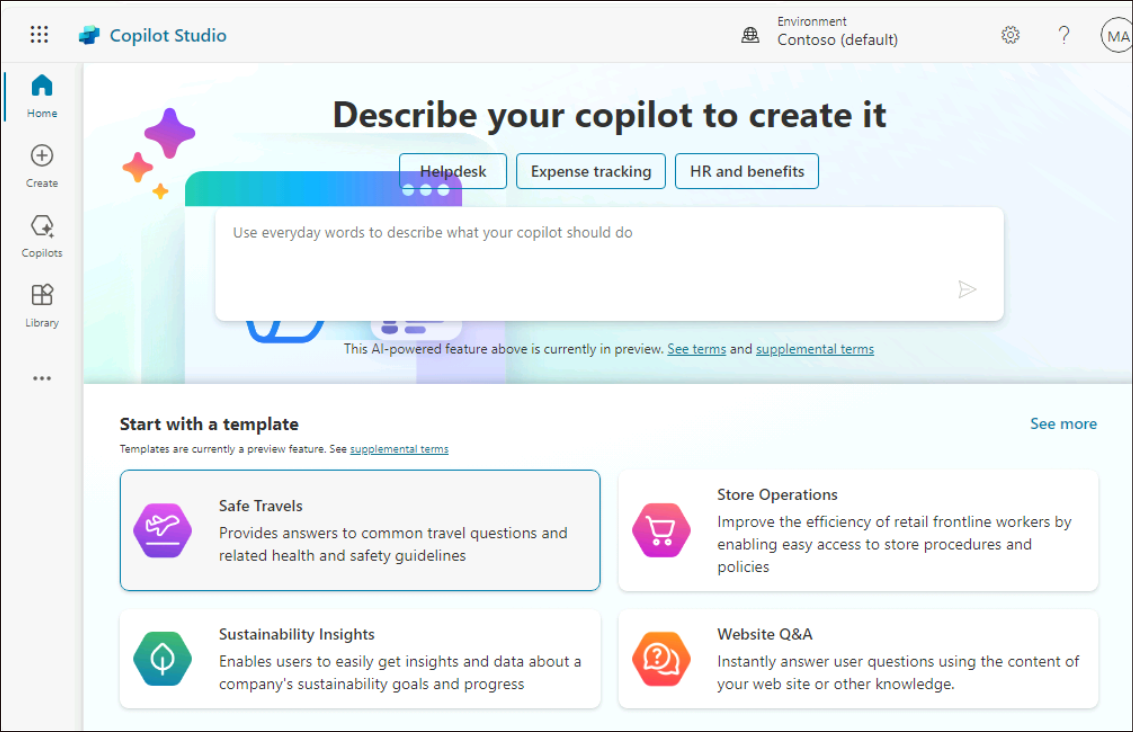 Copilot Studio
Environment
Contoso (default)
?
MA
Home
Create
Copilots
Library
Describe your copilot to create it
Helpdesk
Expense tracking
HR and benefits
Use everyday words to describe what your copilot should do
This AI-powered feature above is currently in preview. See terms and supplemental terms
Start with a template
See more
Templates are currently a preview feature. See supplemental terms
Safe Travels
Provides answers to common travel questions and
related health and safety guidelines
Store Operations
Improve the efficiency of retail frontline workers by
enabling easy access to store procedures and
policies
Sustainability Insights
Enables users to easily get insights and data about a
company's sustainability goals and progress
Website Q&A
Instantly answer user questions using the content of
your web site or other knowledge.